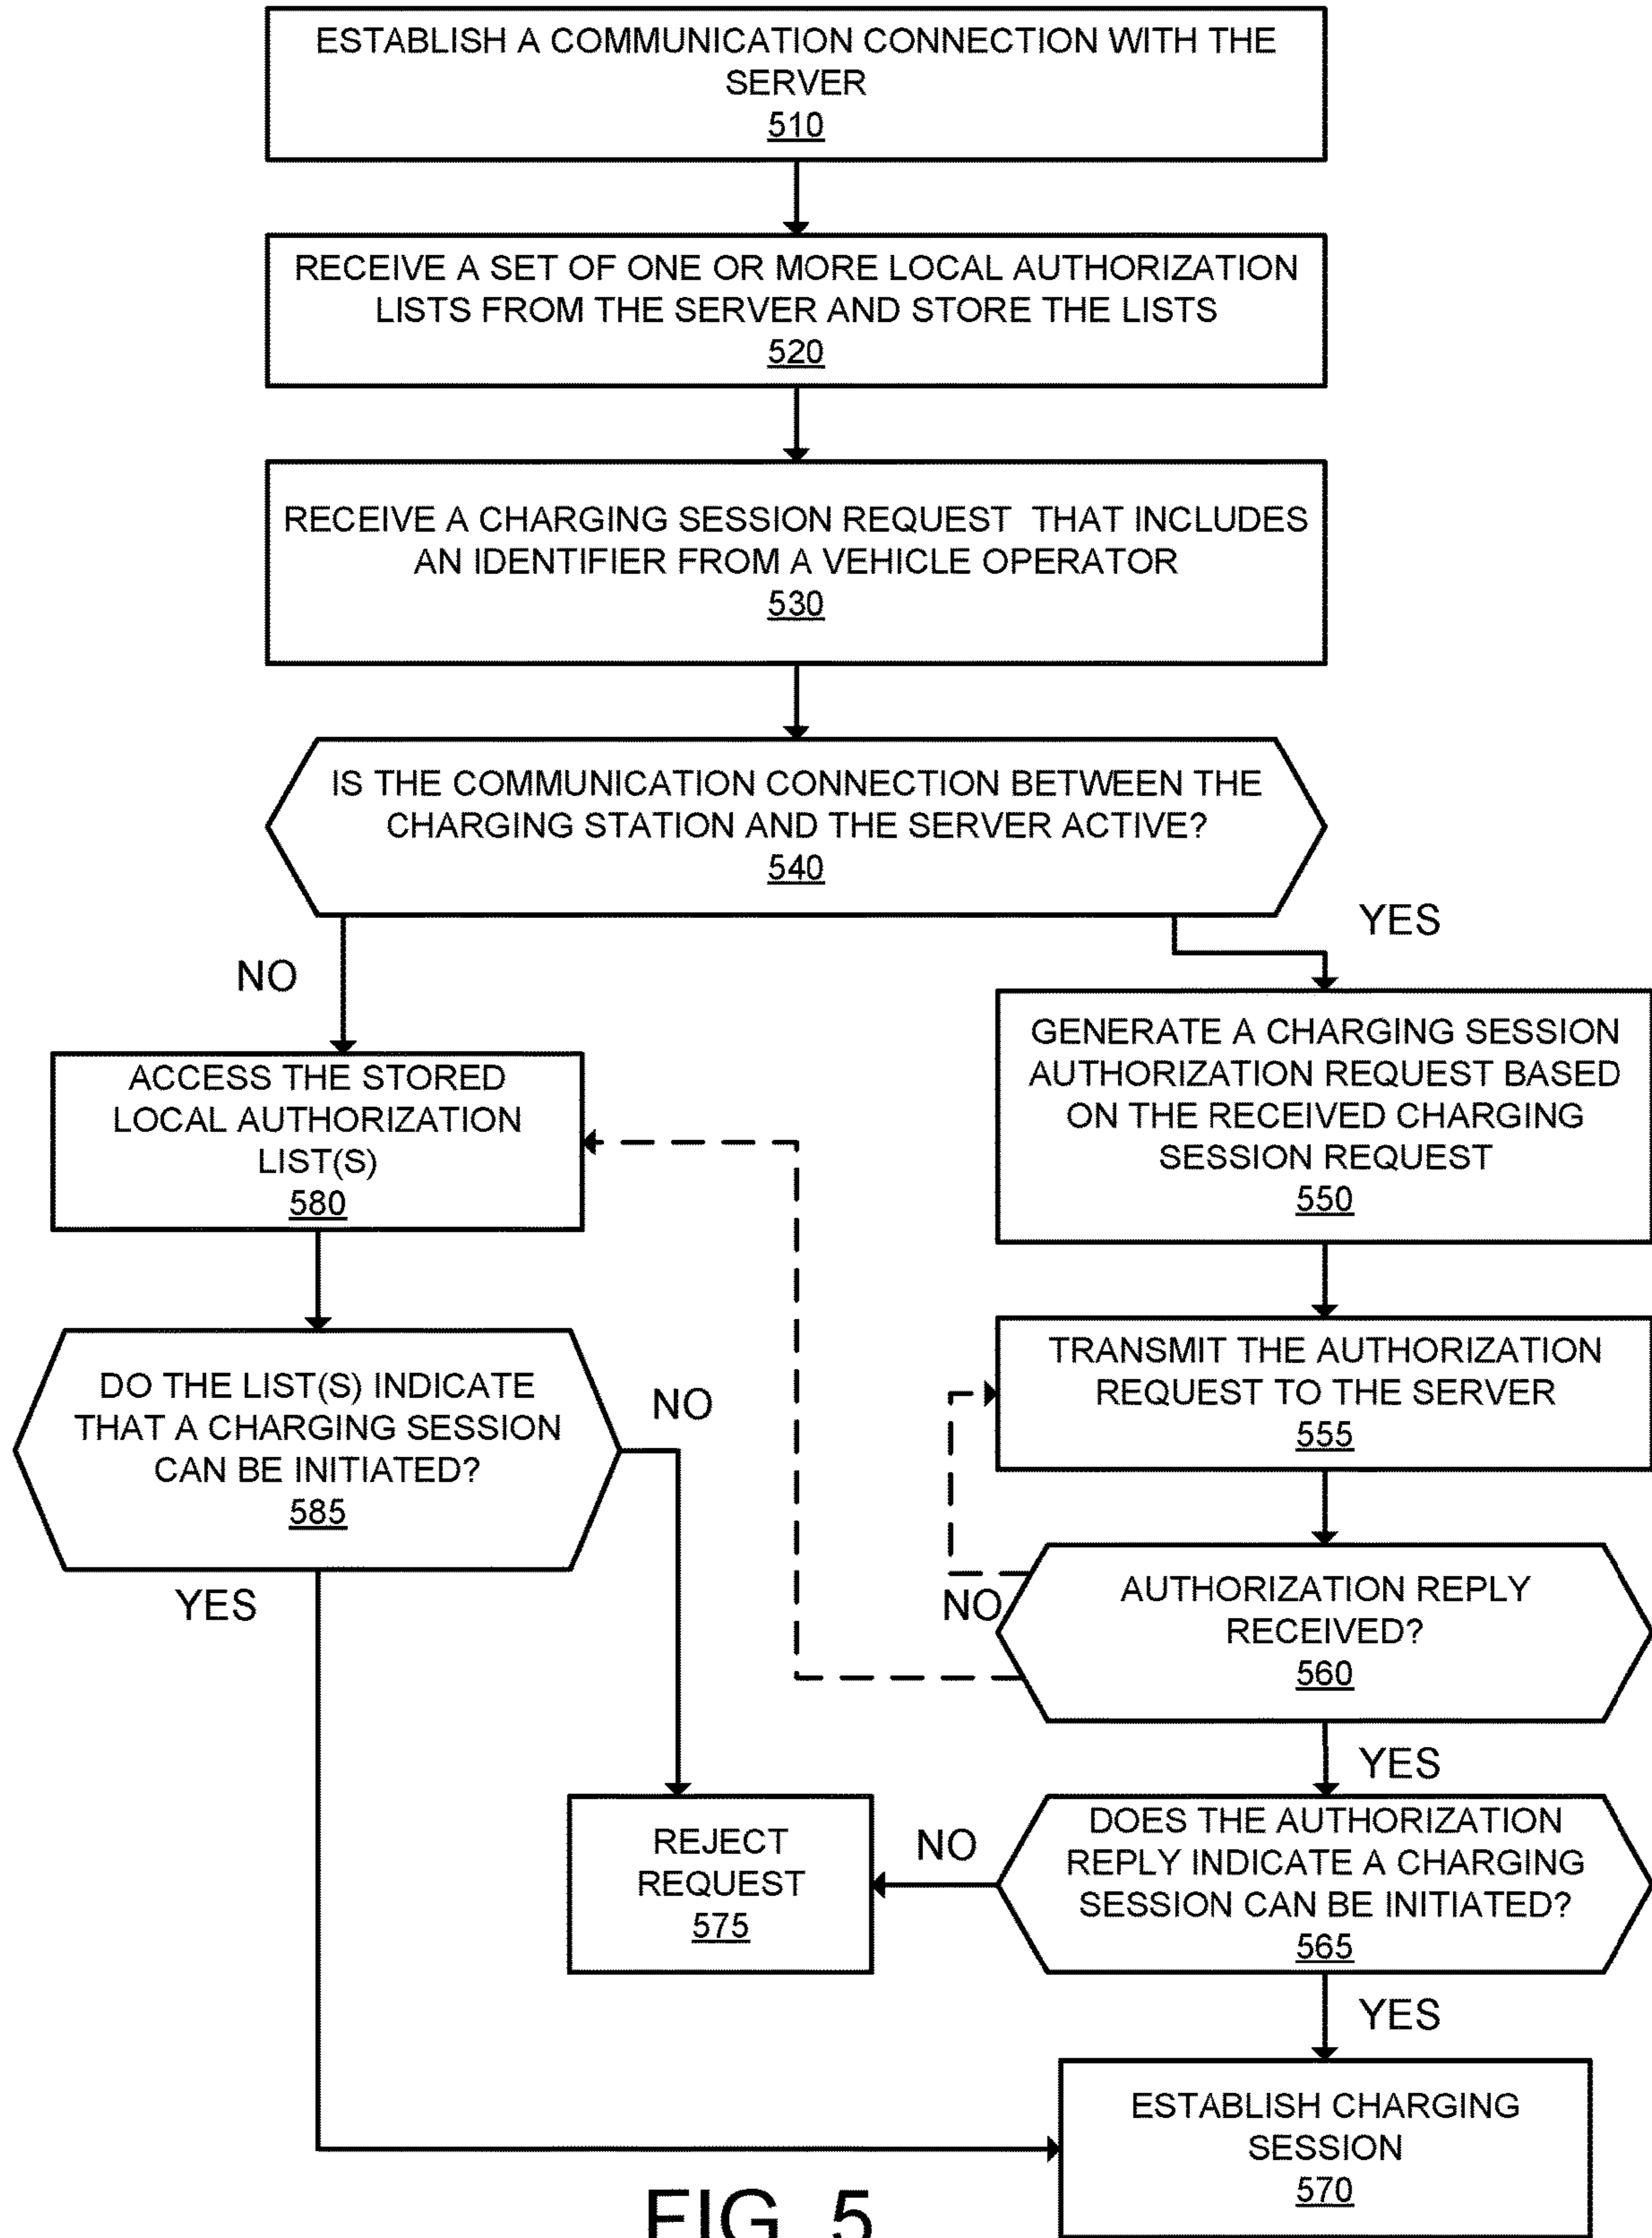 ESTABLISH A COMMUNICATION CONNECTION WITH THE
SERVER
510
RECEIVE A SET OF ONE OR MORE LOCAL AUTHORIZATION
LISTS FROM THE SERVER AND STORE THE LISTS
520
RECEIVE A CHARGING SESSION REQUEST THAT INCLUDES
AN IDENTIFIER FROM A VEHICLE OPERATOR
530
IS THE COMMUNICATION CONNECTION BETWEEN THE
CHARGING STATION AND THE SERVER ACTIVE?
540
YES
NO
GENERATE A CHARGING SESSION
AUTHORIZATION REQUEST BASED
ON THE RECEIVED CHARGING
SESSION REQUEST
550
ACCESS THE STORED
LOCAL AUTHORIZATION
LIST(S)
580
TRANSMIT THE AUTHORIZATION
REQUEST TO THE SERVER
555
DO THE LIST(S) INDICATE
THAT A CHARGING SESSION
CAN BE INITIATED?
585
NO
YES
NO
AUTHORIZATION REPLY
RECEIVED?
560
YES
DOES THE AUTHORIZATION
REPLY INDICATE A CHARGING
SESSION CAN BE INITIATED?
565
NO
REJECT
REQUEST
575
YES
ESTABLISH CHARGING
SESSION
570
FIG. 5